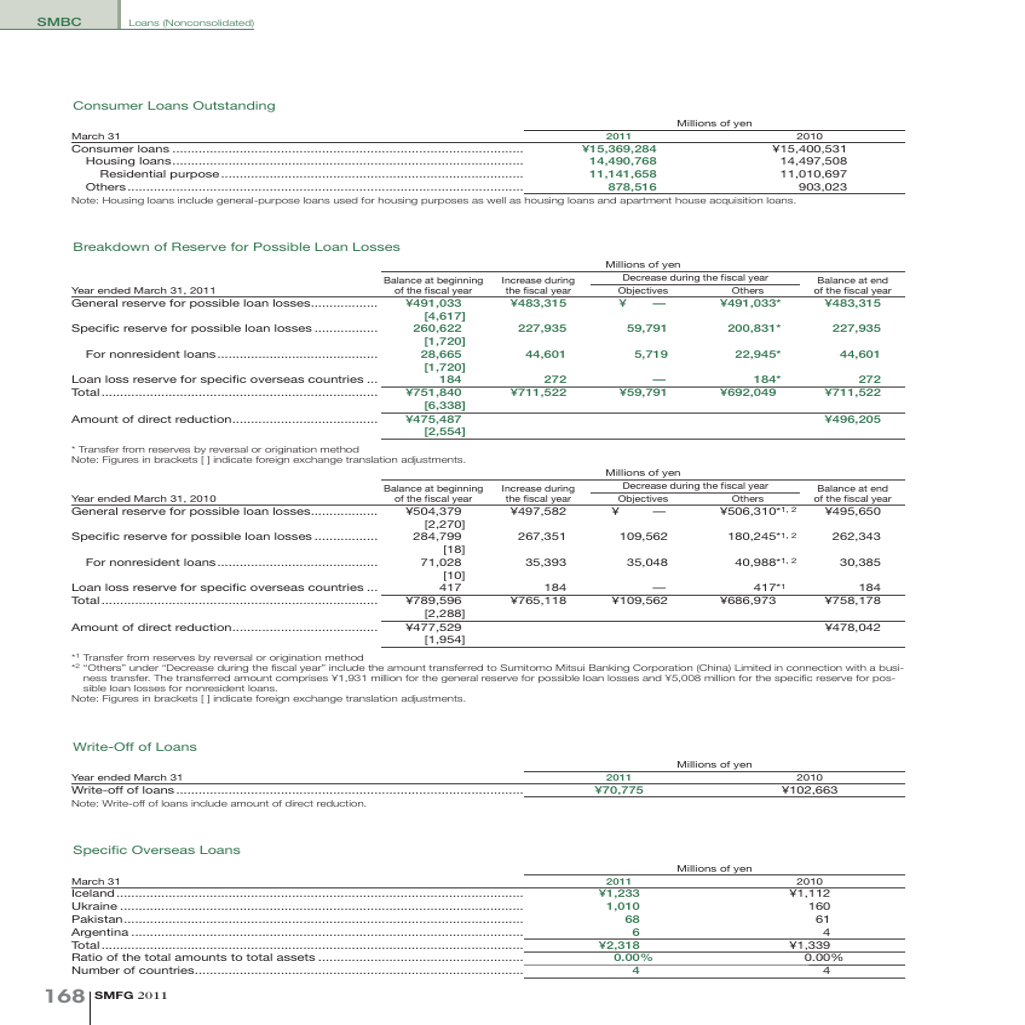 SMBC Loans (Nonconsolidated)
Consumer Loans Outstanding
Millions of yen
March 31 2011 2010
Consumer loans ¥15,369,284 ¥15,400,531
Housing loans 14,490,768 14,497,508
Residential purpose 11,141,658 11,010,697
Others 878,516 903,023
Note: Housing loans include general-purpose loans used for housing purposes as well as housing loans and apartment house acquisition loans.
Breakdown of Reserve for Possible Loan Losses
Millions of yen
Balance at beginning Increase during Decrease during the fiscal year Balance at end
Year ended March 31, 2011 of the fiscal year the fiscal year Objectives Others of the fiscal year
General reserve for possible loan losses ¥491,033 ¥483,315 ¥ — ¥491,033* ¥483,315
[4,617]
Specific reserve for possible loan losses 260,622 227,935 59,791 200,831* 227,935
[1,720]
For nonresident loans 28,665 44,601 5,719 22,945* 44,601
[1,720]
Loan loss reserve for specific overseas countries ... 184 272 — 184* 272
Total ¥751,840 ¥711,522 ¥59,791 ¥692,049 ¥711,522
[6,338]
Amount of direct reduction ¥475,487 ¥496,205
[2,554]
* Transfer from reserves by reversal or origination method
Note: Figures in brackets [ ] indicate foreign exchange translation adjustments.
Millions of yen
Balance at beginning Increase during Decrease during the fiscal year Balance at end
Year ended March 31, 2010 of the fiscal year the fiscal year Objectives Others of the fiscal year
General reserve for possible loan losses ¥504,379 ¥497,582 ¥ — ¥506,310*1, 2 ¥495,650
[2,270]
Specific reserve for possible loan losses 284,799 267,351 109,562 180,245*1, 2 262,343
[18]
For nonresident loans 71,028 35,393 35,048 40,988*1, 2 30,385
[10]
Loan loss reserve for specific overseas countries ... 417 184 — 417*1 184
Total ¥789,596 ¥765,118 ¥109,562 ¥686,973 ¥758,178
[2,288]
Amount of direct reduction ¥477,529 ¥478,042
[1,954]
*1 Transfer from reserves by reversal or origination method
*2 “Others” under “Decrease during the fiscal year” include the amount transferred to Sumitomo Mitsui Banking Corporation (China) Limited in connection with a busi-
ness transfer. The transferred amount comprises ¥1,931 million for the general reserve for possible loan losses and ¥5,008 million for the specific reserve for pos-
sible loan losses for nonresident loans.
Note: Figures in brackets [ ] indicate foreign exchange translation adjustments.
Write-Off of Loans
Millions of yen
Year ended March 31 2011 2010
Write-off of loans ¥70,775 ¥102,663
Note: Write-off of loans include amount of direct reduction.
Specific Overseas Loans
Millions of yen
March 31 2011 2010
Iceland ¥1,233 ¥1,112
Ukraine 1,010 160
Pakistan 68 61
Argentina 6 4
Total ¥2,318 ¥1,339
Ratio of the total amounts to total assets 0.00% 0.00%
Number of countries 4 4
168 SMFG 2011